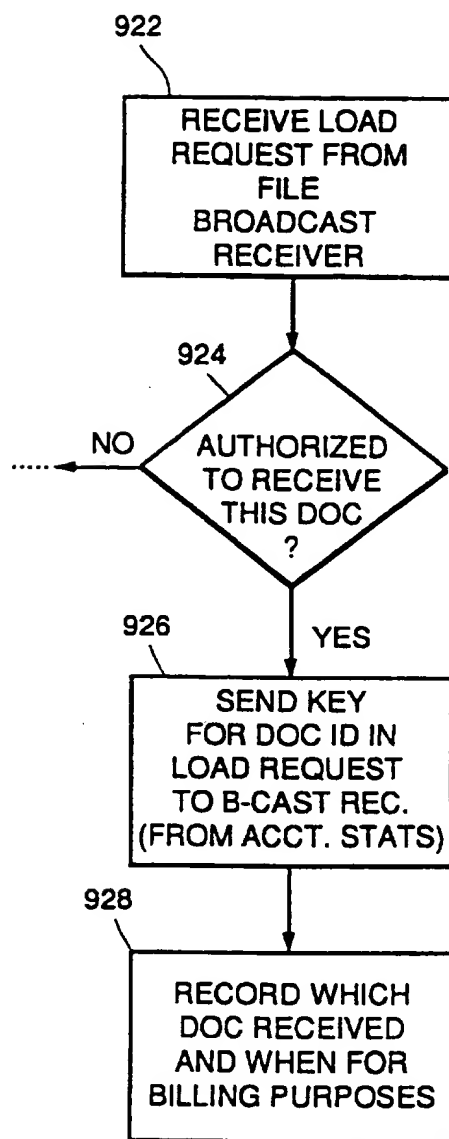 922
RECEIVE LOAD
REQUEST FROM
FILE
BROADCAST
RECEIVER
924
NO
AUTHORIZED
TO RECEIVE
THIS DOC
?
926
YES
SEND KEY
FOR DOC ID IN
LOAD REQUEST
TO B-CAST REC.
(FROM ACCT. STATS)
928
RECORD WHICH
DOC RECEIVED
AND WHEN FOR
BILLING PURPOSES